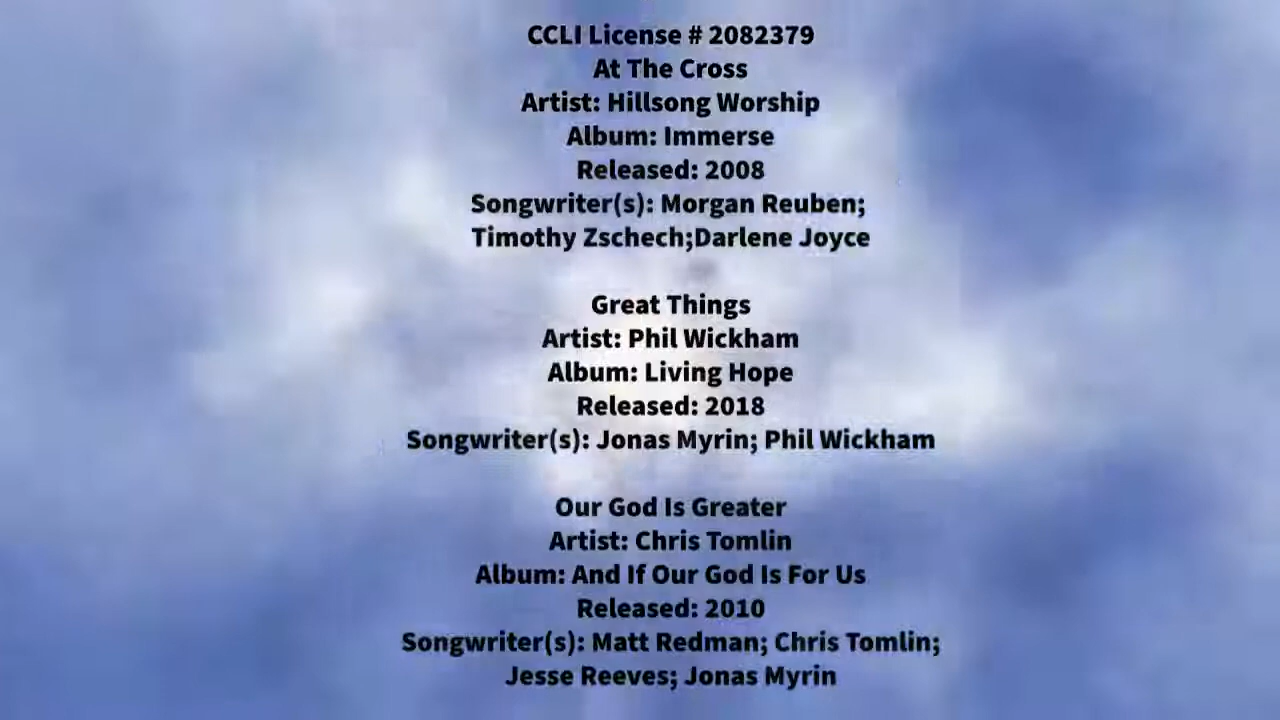 CCLI License # 2082379
At The Cross
Artist: Hillsong Worship
Album: Immerse
Released: 2008
Songwriter(s): Morgan Reuben;
Timothy Zschech;Darlene Joyce
Great Things
Artist: Phil Wickham
Album: Living Hope
Released: 2018
Songwriter(s): Jonas Myrin; Phil Wickham
Our God Is Greater
Artist: Chris Tomlin
Album: And If Our God Is For Us
Released: 2010
Songwriter(s): Matt Redman; Chris Tomlin;
Jesse Reeves; Jonas Myrin